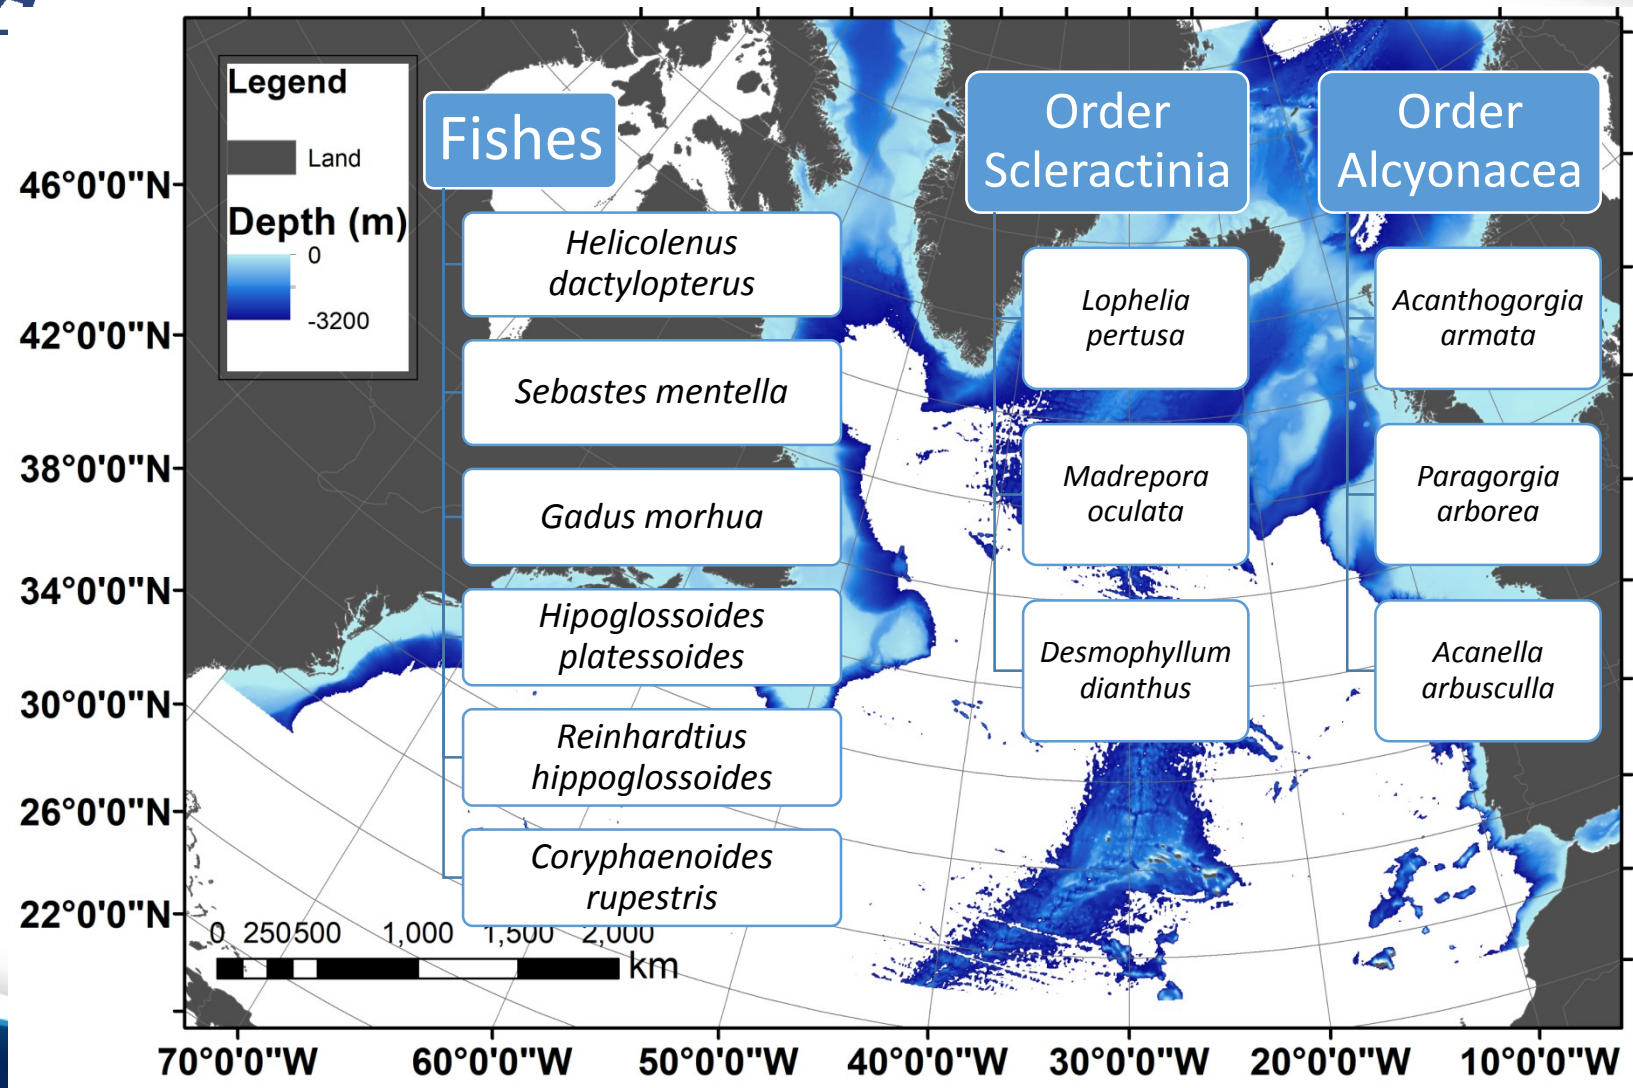 Legend
Land
Depth (m)
0
-3200
Fishes
Helicolenus
dactylopterus
Sebastes mentella
Gadus morhua
Hipoglossoides
platessoides
Reinhardtius
hippoglossoides
Coryphaenoides
rupestris
Order
Scleractinia
Lophelia
pertusa
Madrepora
oculata
Desmophyllum
dianthus
Order
Alcyonacea
Acanthogorgia
armata
Paragorgia
arborea
Acanella
arbusculla
46°0'0"N
42°0'0"N
38°0'0"N
34°0'0"N
30°0'0"N
26°0'0"N
22°0'0"N
0 250500 1,000 1,500 2,000
km
70°0'0"W 60°0'0"W 50°0'0"W 40°0'0"W 30°0'0"W 20°0'0"W 10°0'0"W